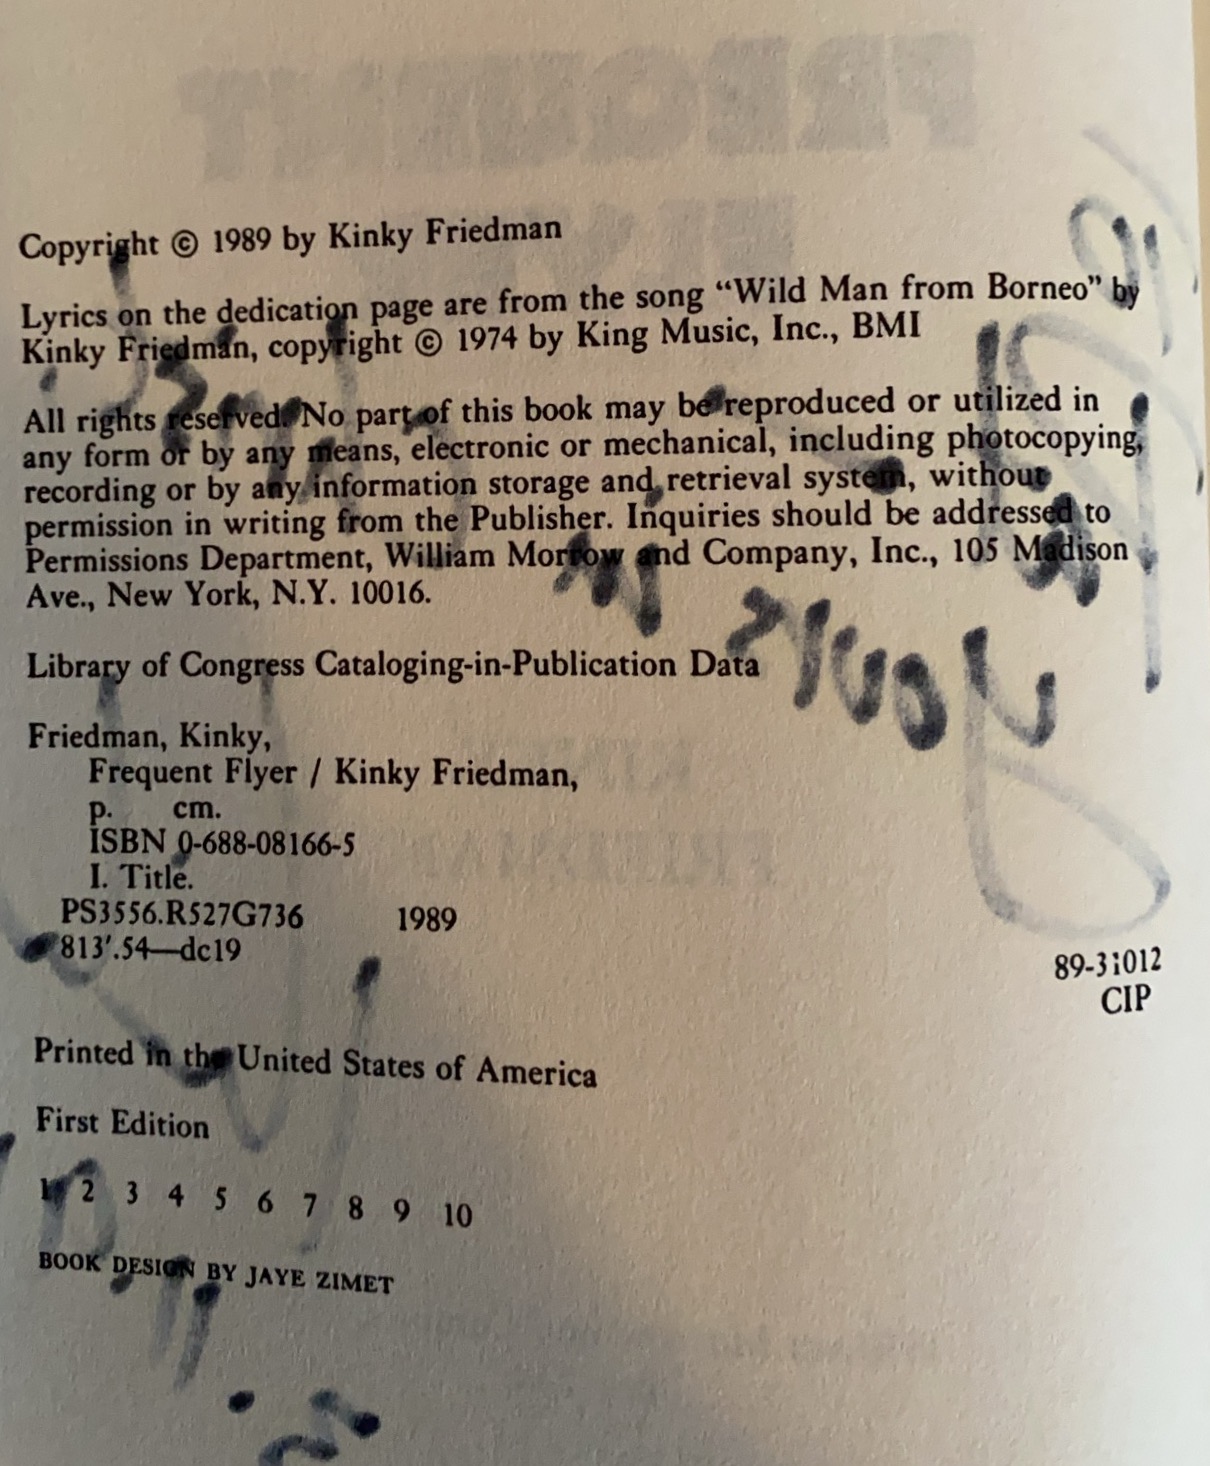 Copyright © 1989 by Kinky Friedman
Lyrics on the dedication page are from the song “Wild Man from Borneo” by
Kinky Friedman, copyright © 1974 by King Music, Inc., BMI
All rights reserved. No part of this book may be reproduced or utilized in
any form or by any means, electronic or mechanical, including photocopying,
recording or by any information storage and retrieval system, without
permission in writing from the Publisher. Inquiries should be addressed to
Permissions Department, William Morrow and Company, Inc., 105 Madison
Ave., New York, N.Y. 10016.
Library of Congress Cataloging-in-Publication Data
Friedman, Kinky,
Frequent Flyer / Kinky Friedman,
p. cm.
ISBN 0-688-08166-5
I. Title.
PS3556.R527G736 1989
813'.54—dc19
89-31012
CIP
Printed in the United States of America
First Edition
1 2 3 4 5 6 7 8 9 10
BOOK DESIGN BY JAYE ZIMET